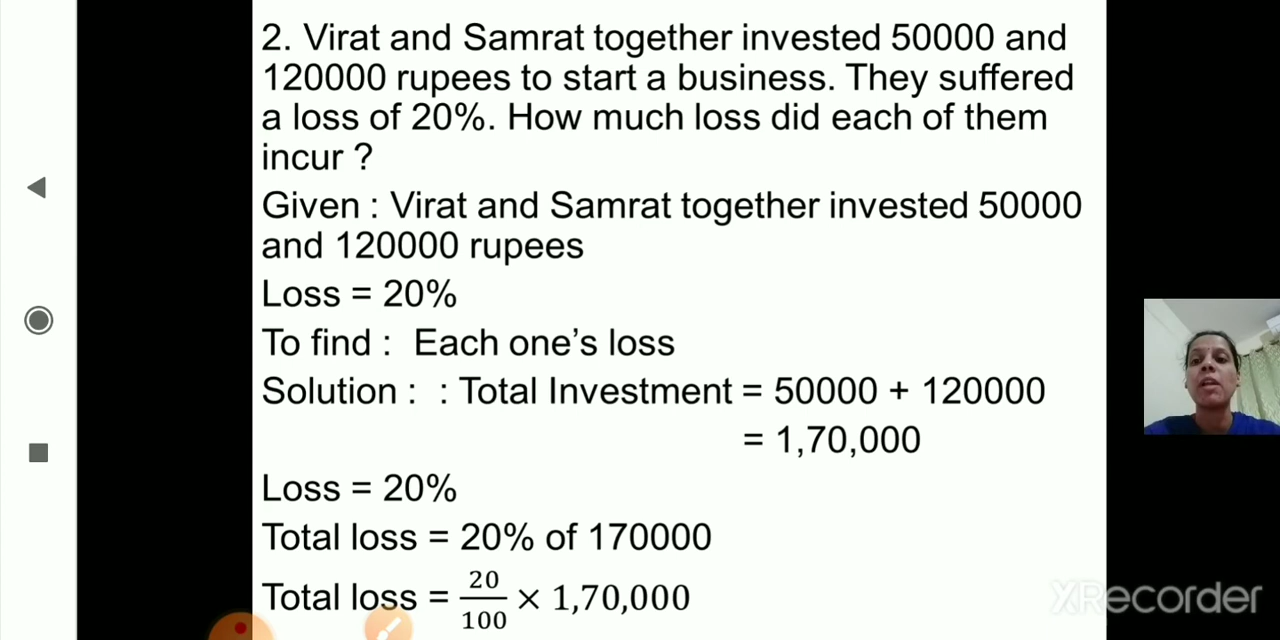 2. Virat and Samrat together invested 50000 and
120000 rupees to start a business. They suffered
a loss of 20%. How much loss did each of them
incur ?
Given : Virat and Samrat together invested 50000
and 120000 rupees
Loss = 20%
To find : Each one's loss
Solution : : Total Investment = 50000 + 120000
= 1,70,000
Loss = 20%
Total loss = 20% of 170000
Total loss = 20/100 × 1,70,000
XRecorder